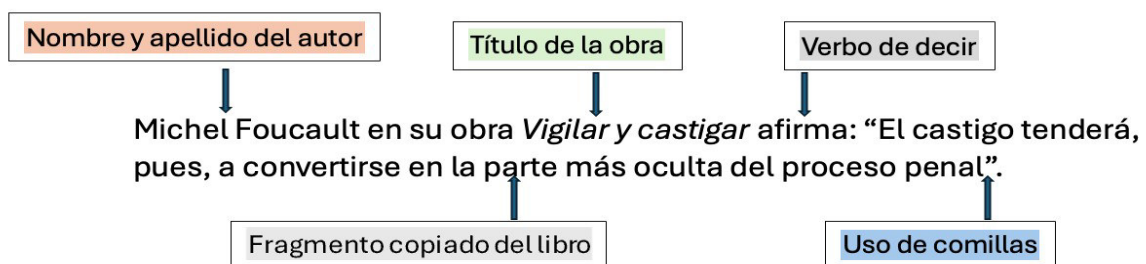 Nombre y apellido del autor
Título de la obra
Verbo de decir
Michel Foucault en su obra Vigilar y castigar afirma: “El castigo tenderá,
pues, a convertirse en la parte más oculta del proceso penal”.
Fragmento copiado del libro
Uso de comillas